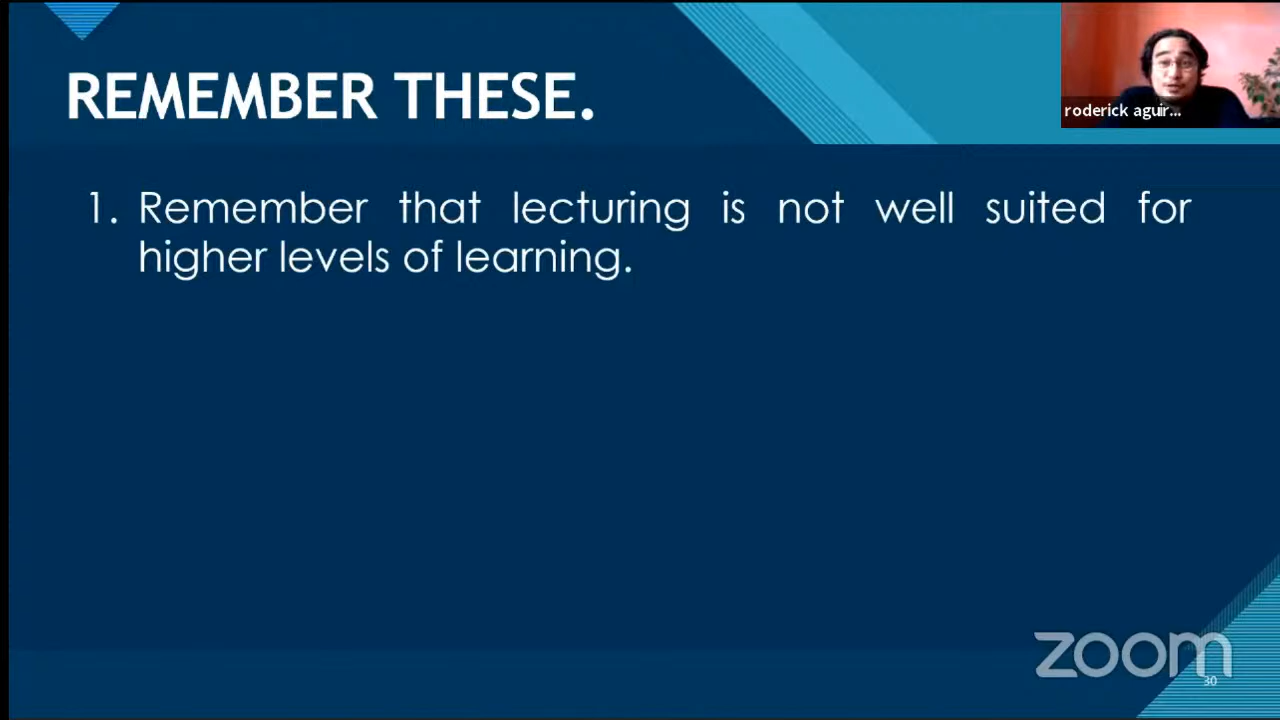 REMEMBER THESE.
roderick aguir...
1. Remember that lecturing is not well suited for
higher levels of learning.
zoom
30